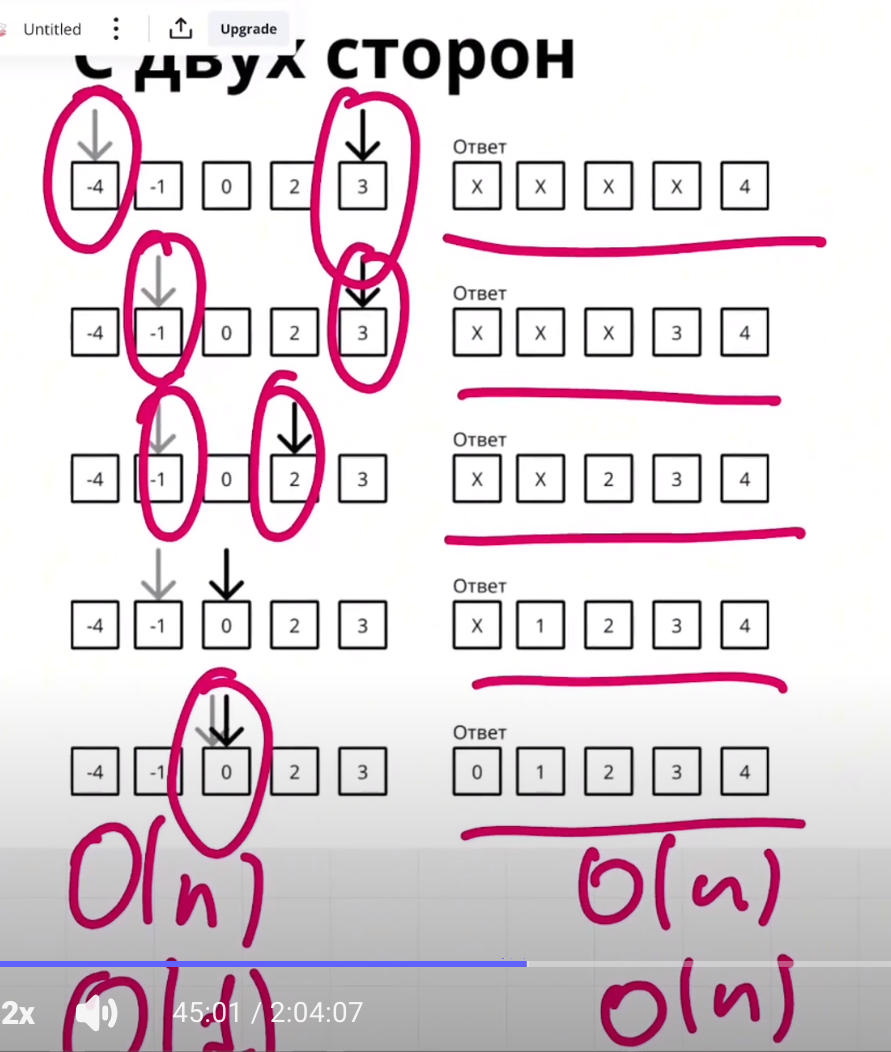 Untitled Upgrade
С двух сторон
Ответ
-4 -1 0 2 3 X X X X 4
Ответ
-4 -1 0 2 3 X X X 3 4
Ответ
-4 -1 0 2 3 X X 2 3 4
Ответ
-4 -1 0 2 3 X 1 2 3 4
Ответ
-4 -1 0 2 3 0 1 2 3 4
O(n) O(n)
O(1) O(n)
2x 45:01 / 2:04:07